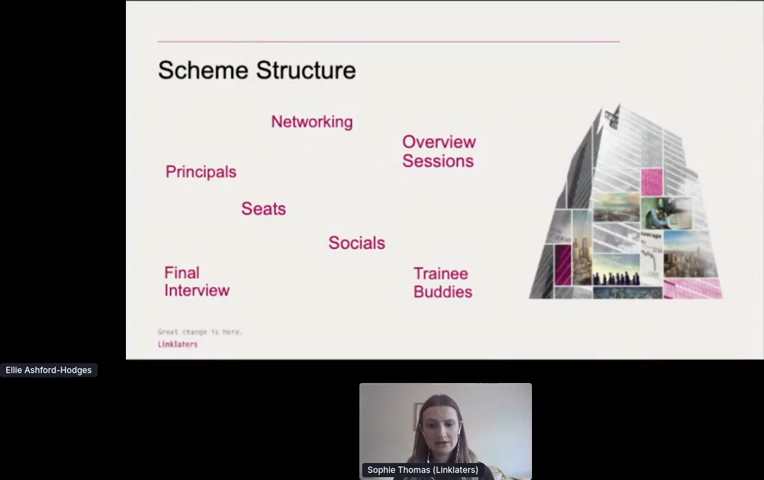 Scheme Structure
Networking
Overview
Sessions
Principals
Seats
Socials
Final
Interview
Trainee
Buddies
Great change is here.
Linklaters
Ellie Ashford-Hodges
Sophie Thomas (Linklaters)